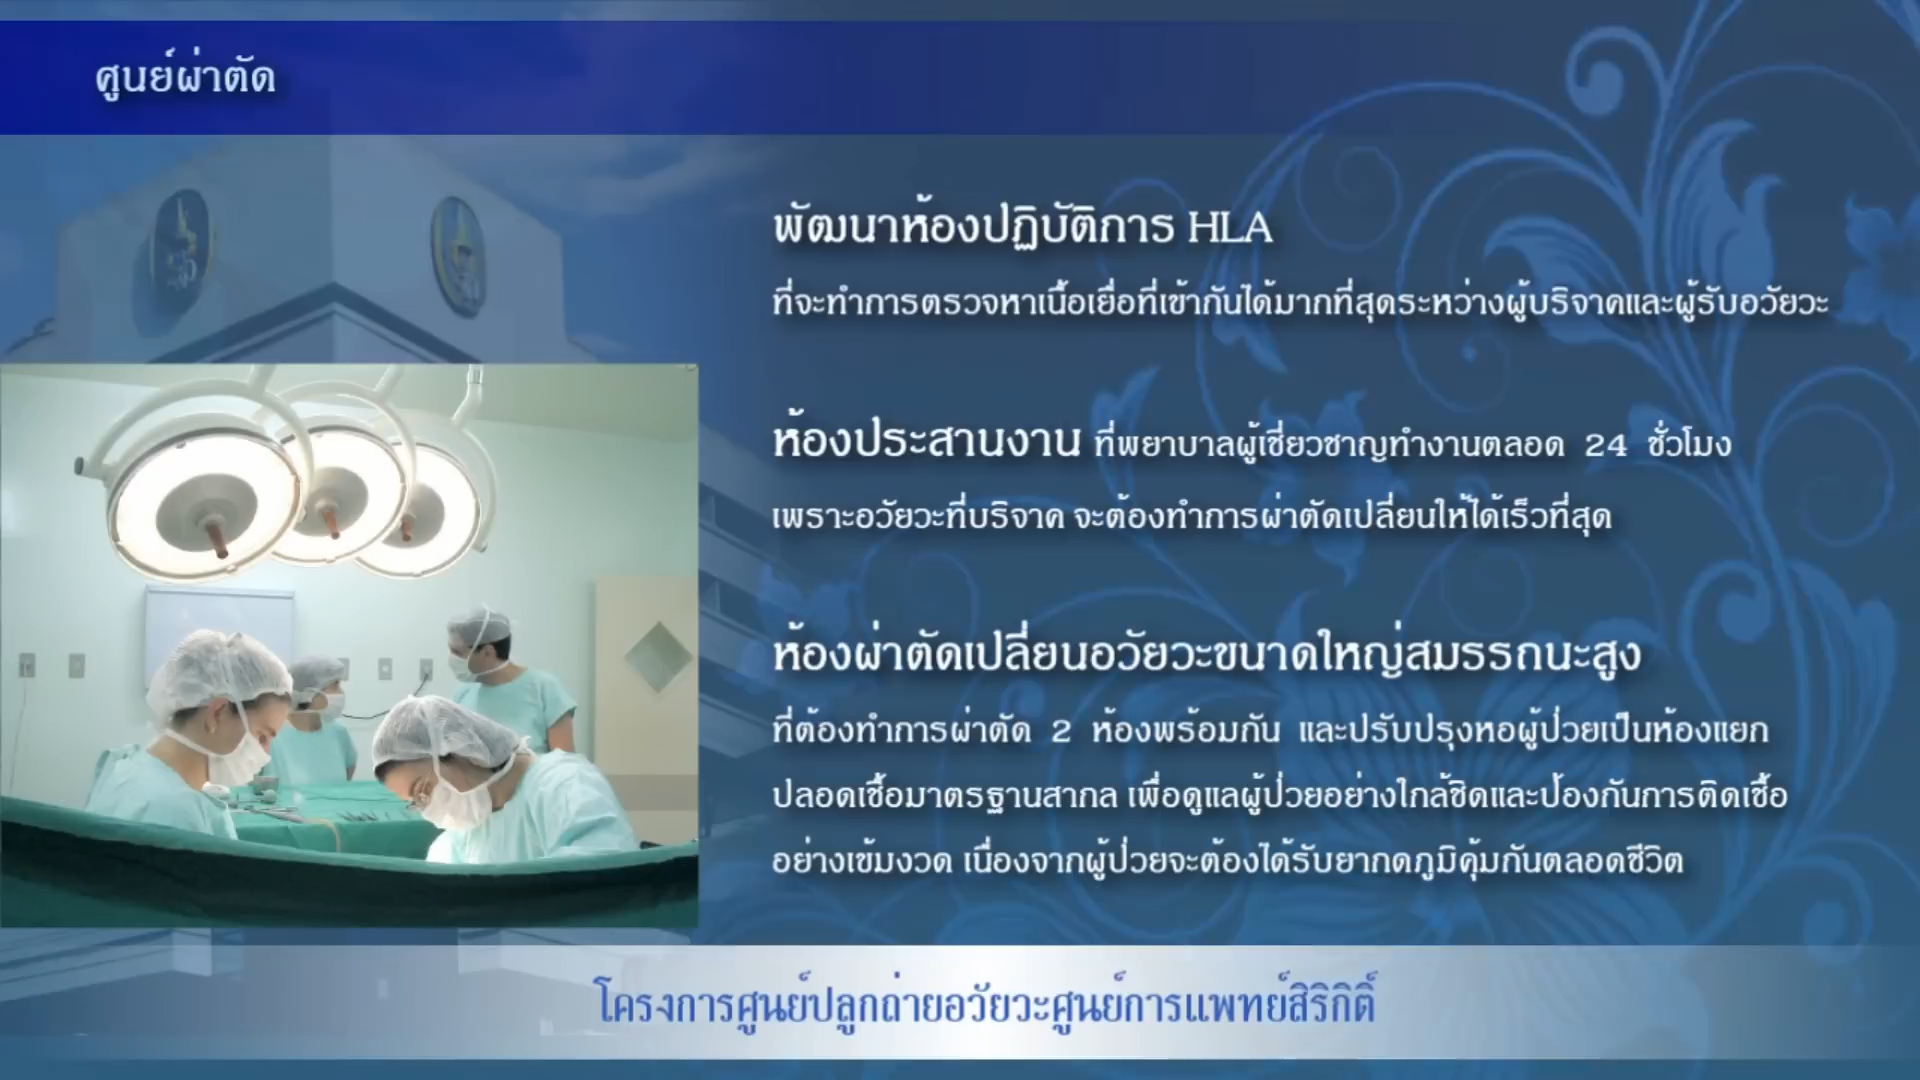 ศูนย์ผ่าตัด
พัฒนาห้องปฏิบัติการ HLA
ที่จะทำการตรวจหาเนื้อเยื่อที่เข้ากันได้มากที่สุดระหว่างผู้บริจาคและผู้รับอวัยวะ
ห้องประสานงาน ที่พยาบาลผู้เชี่ยวชาญทำงานตลอด 24 ชั่วโมง
เพราะอวัยวะที่บริจาค จะต้องทำการผ่าตัดเปลี่ยนให้ได้เร็วที่สุด
ห้องผ่าตัดเปลี่ยนอวัยวะขนาดใหญ่สมรรถนะสูง
ที่ต้องทำการผ่าตัด 2 ห้องพร้อมกัน และปรับปรุงหอผู้ป่วยเป็นห้องแยก
ปลอดเชื้อมาตรฐานสากล เพื่อดูแลผู้ป่วยอย่างใกล้ชิดและป้องกันการติดเชื้อ
อย่างเข้มงวด เนื่องจากผู้ป่วยจะต้องได้รับยากดภูมิคุ้มกันตลอดชีวิต
โครงการศูนย์ปลูกถ่ายอวัยวะศูนย์การแพทย์สิริกิติ์